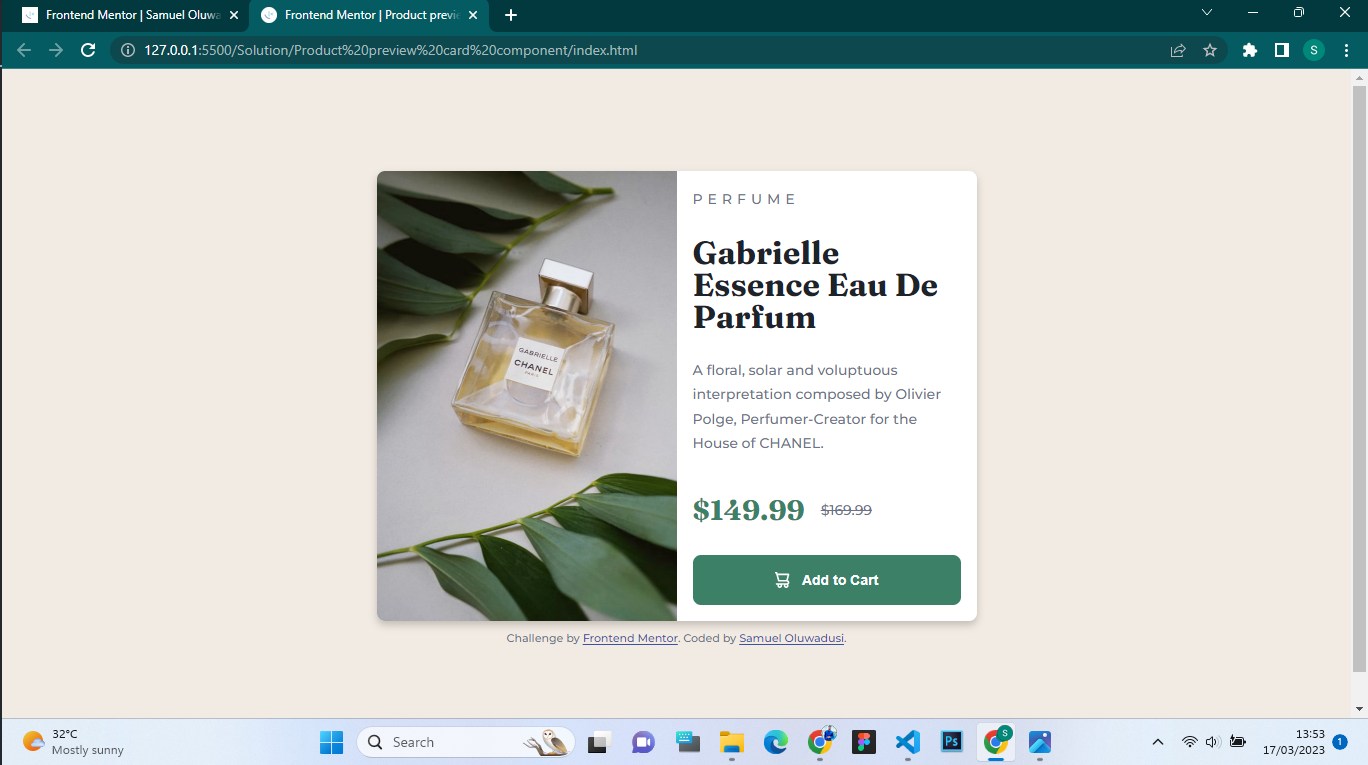 Frontend Mentor | Samuel Oluwa
Frontend Mentor | Product previe
127.0.0.1:5500/Solution/Product%20preview%20card%20component/index.html
S
PERFUME
Gabrielle
Essence Eau De
Parfum
A floral, solar and voluptuous
interpretation composed by Olivier
Polge, Perfumer-Creator for the
House of CHANEL.
$149.99 $169.99
Add to Cart
GABRIELLE
CHANEL
PARIS
Challenge by Frontend Mentor. Coded by Samuel Oluwadusi.
32°C
Mostly sunny
Search
Ps
S
13:53
17/03/2023
1